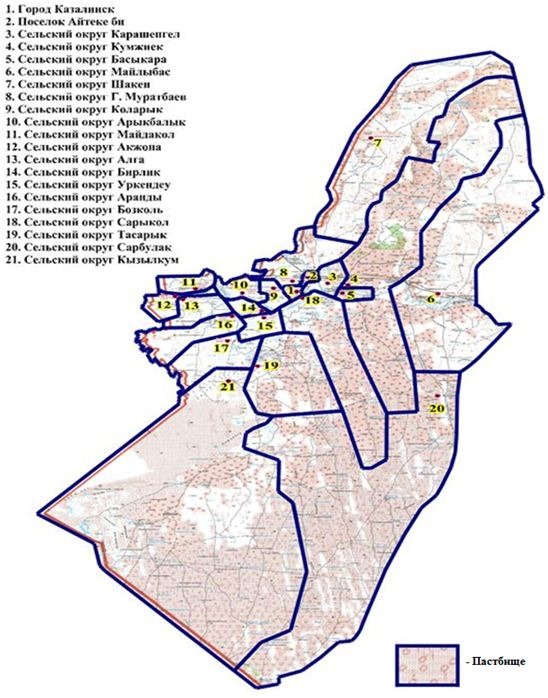 1. Город Казалинск
2. Поселок Айтеке би
3. Сельский округ Карашенгел
4. Сельский округ Кумжиек
5. Сельский округ Басыкара
6. Сельский округ Майлыбас
7. Сельский округ Шакен
8. Сельский округ Г. Муратбаев
9. Сельский округ Коларык
10. Сельский округ Арыкбалык
11. Сельский округ Майдакол
12. Сельский округ Акжона
13. Сельский округ Алга
14. Сельский округ Бирлик
15. Сельский округ Уркендеу
16. Сельский округ Аранды
17. Сельский округ Бозколь
18. Сельский округ Сарыкол
19. Сельский округ Тасарык
20. Сельский округ Сарбулак
21. Сельский округ Кызылкум
7
8
2
3
4
11
10
9
1
18
5
6
12
13
14
16
15
17
19
21
20
- Пастбище